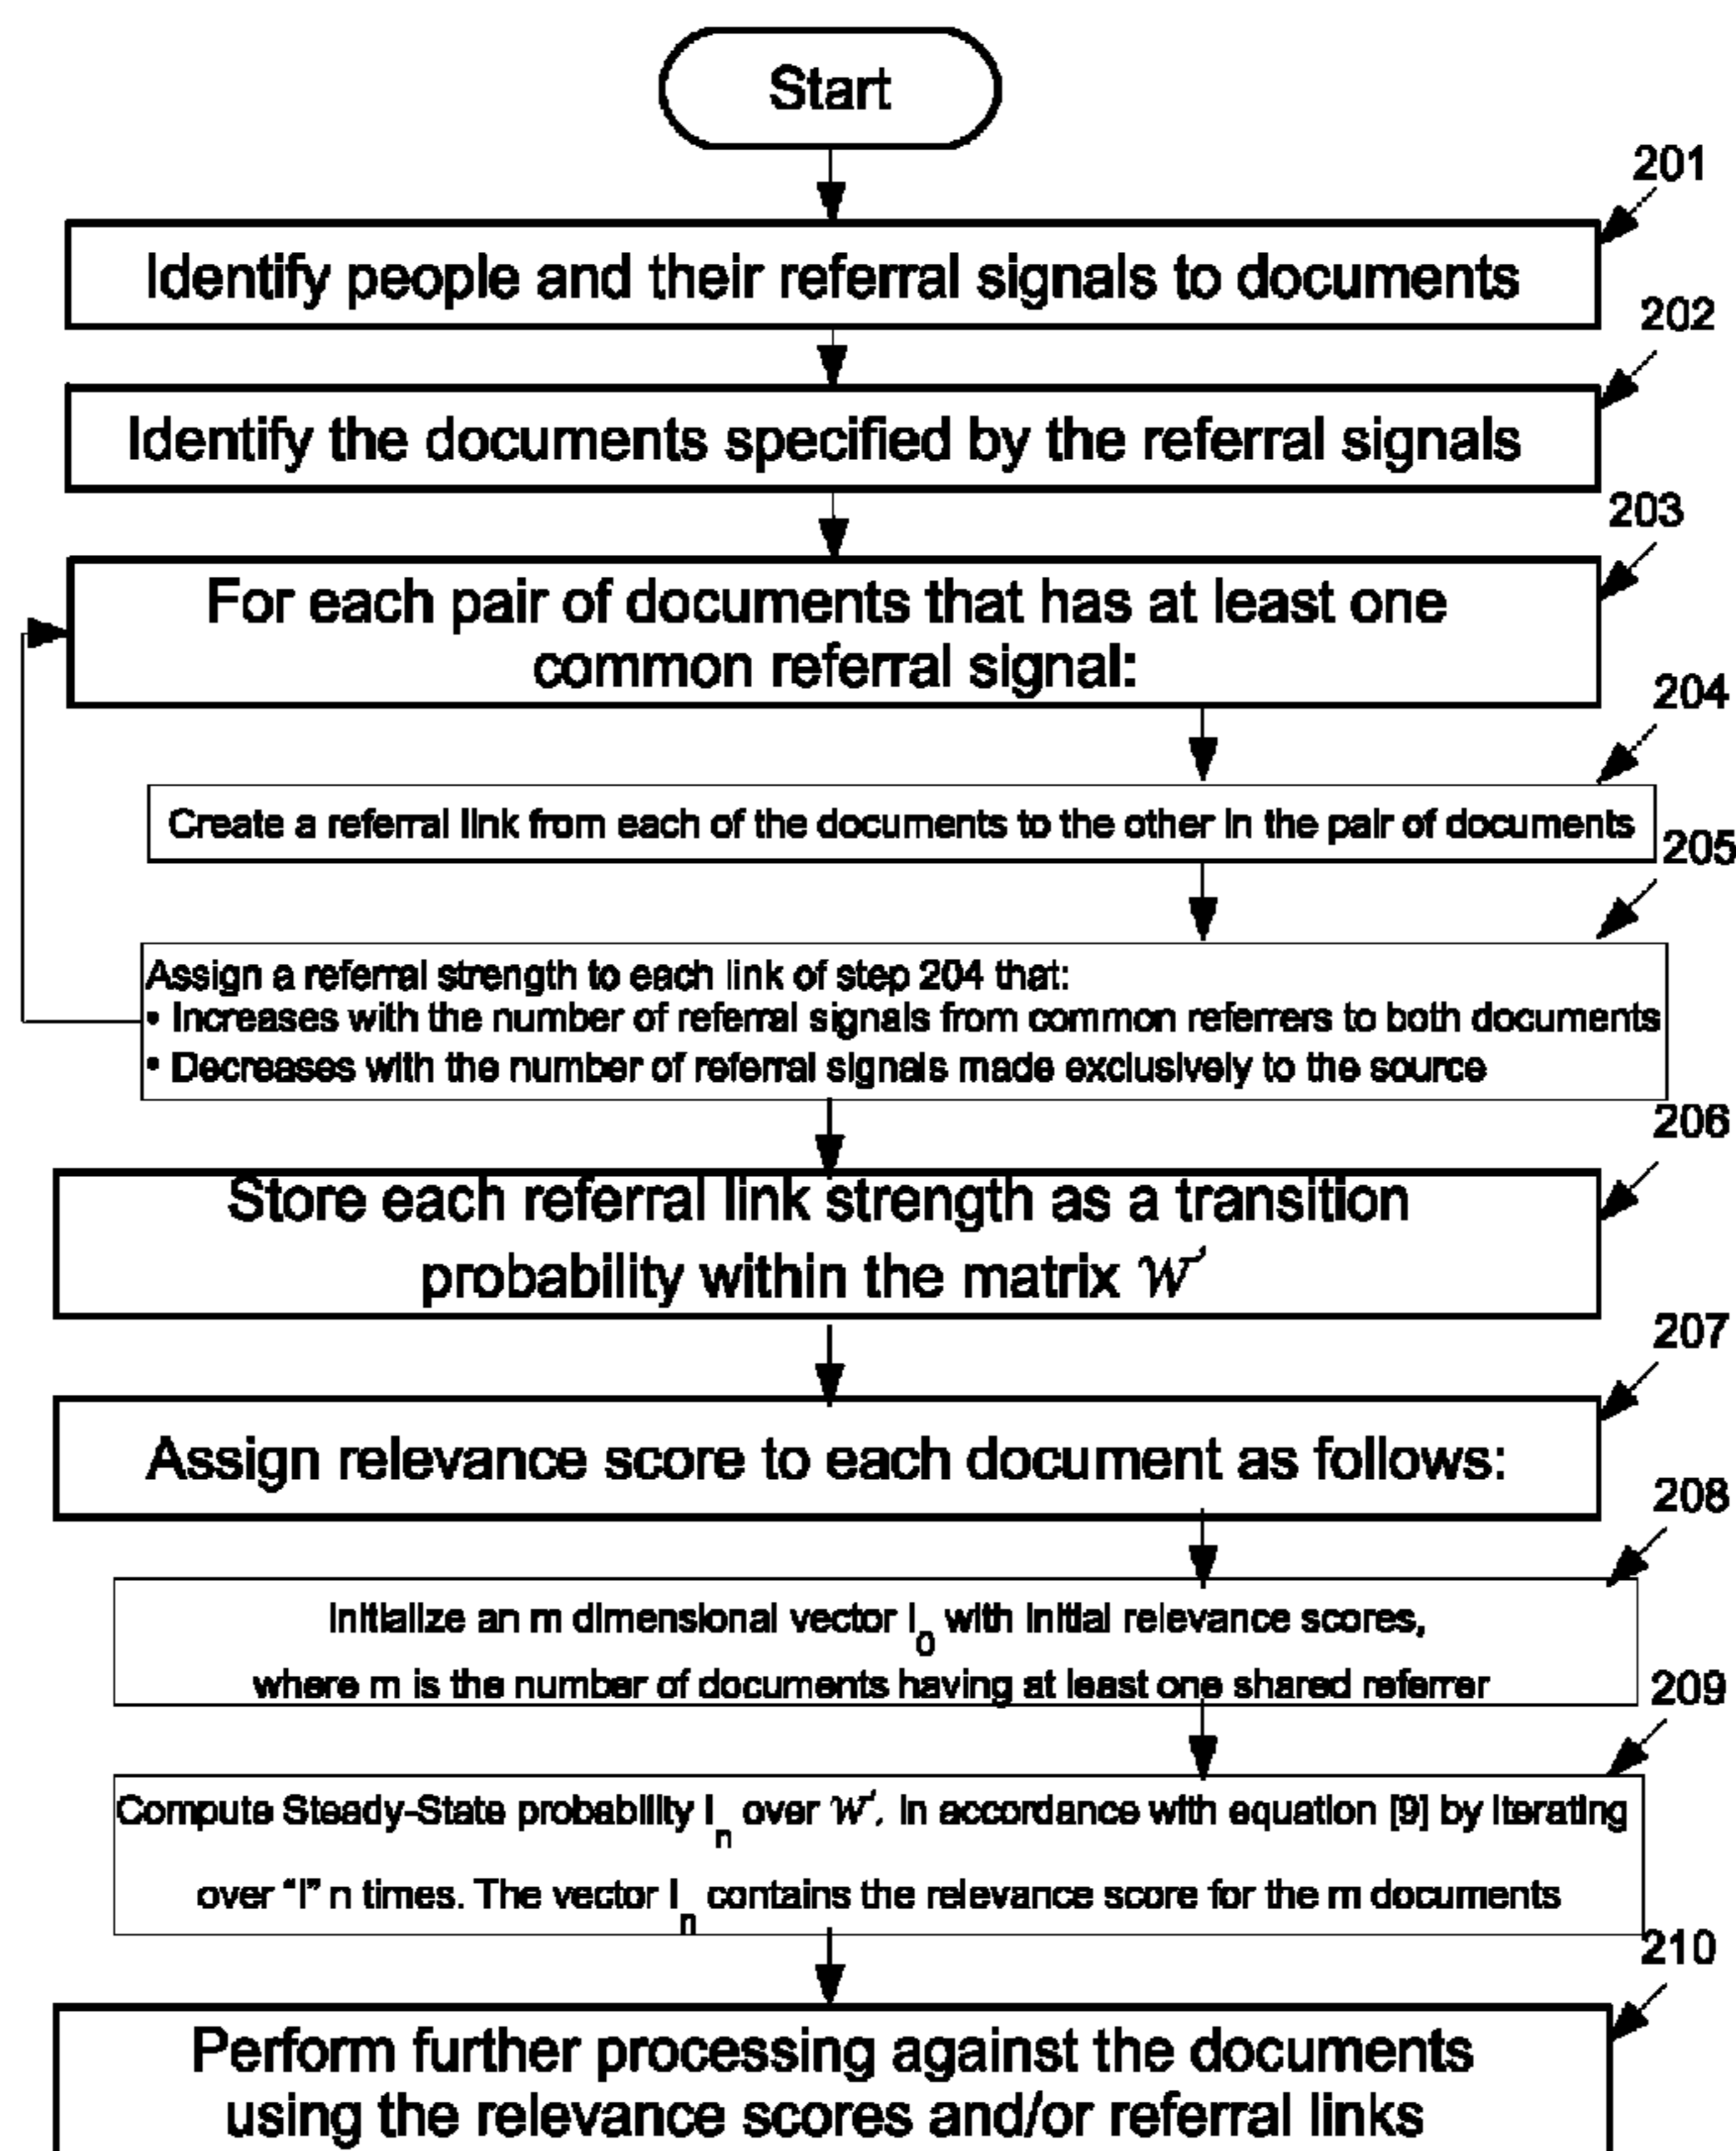 Start
201
Identify people and their referral signals to documents
202
Identify the documents specified by the referral signals
203
For each pair of documents that has at least one
common referral signal:
204
Create a referral link from each of the documents to the other in the pair of documents
205
Assign a referral strength to each link of step 204 that:
• Increases with the number of referral signals from common referrers to both documents
• Decreases with the number of referral signals made exclusively to the source
206
Store each referral link strength as a transition
probability within the matrix W'
207
Assign relevance score to each document as follows:
208
Initialize an m dimensional vector I_0 with initial relevance scores,
where m is the number of documents having at least one shared referrer
209
Compute Steady-State probability I_n over W'. In accordance with equation [9] by iterating
over "I" n times. The vector I_n contains the relevance score for the m documents
210
Perform further processing against the documents
using the relevance scores and/or referral links